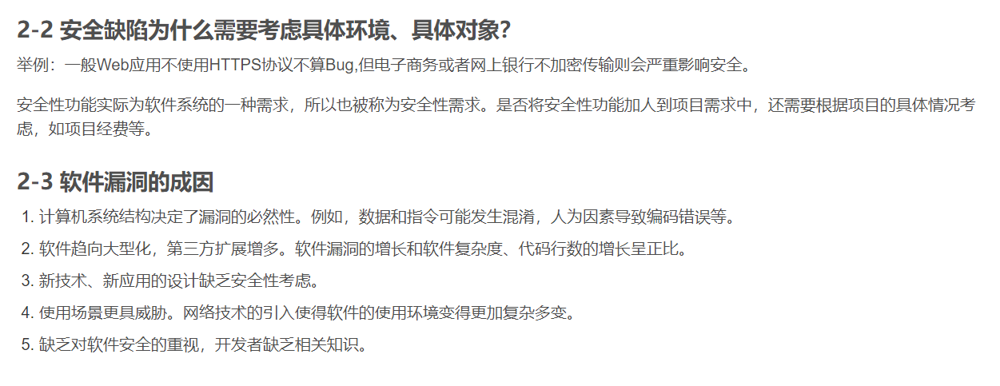 2-2 安全缺陷为什么需要考虑具体环境、具体对象？
举例：一般Web应用不使用HTTPS协议不算Bug,但电子商务或者网上银行不加密传输则会严重影响安全。
安全性功能实际为软件系统的一种需求，所以也被称为安全性需求。是否将安全性功能加人到项目需求中，还需要根据项目的具体情况考
虑，如项目经费等。
2-3 软件漏洞的成因
1. 计算机系统结构决定了漏洞的必然性。例如，数据和指令可能发生混淆，人为因素导致编码错误等。
2. 软件趋向大型化，第三方扩展增多。软件漏洞的增长和软件复杂度、代码行数的增长呈正比。
3. 新技术、新应用的设计缺乏安全性考虑。
4. 使用场景更具威胁。网络技术的引入使得软件的使用环境变得更加复杂多变。
5. 缺乏对软件安全的重视，开发者缺乏相关知识。